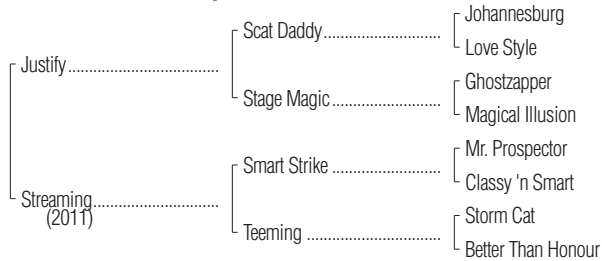 Johannesburg
Scat Daddy
Love Style
Justify
Ghostzapper
Stage Magic
Magical Illusion
Mr. Prospector
Smart Strike
Classy 'n Smart
Streaming
(2011)
Storm Cat
Teeming
Better Than Honour